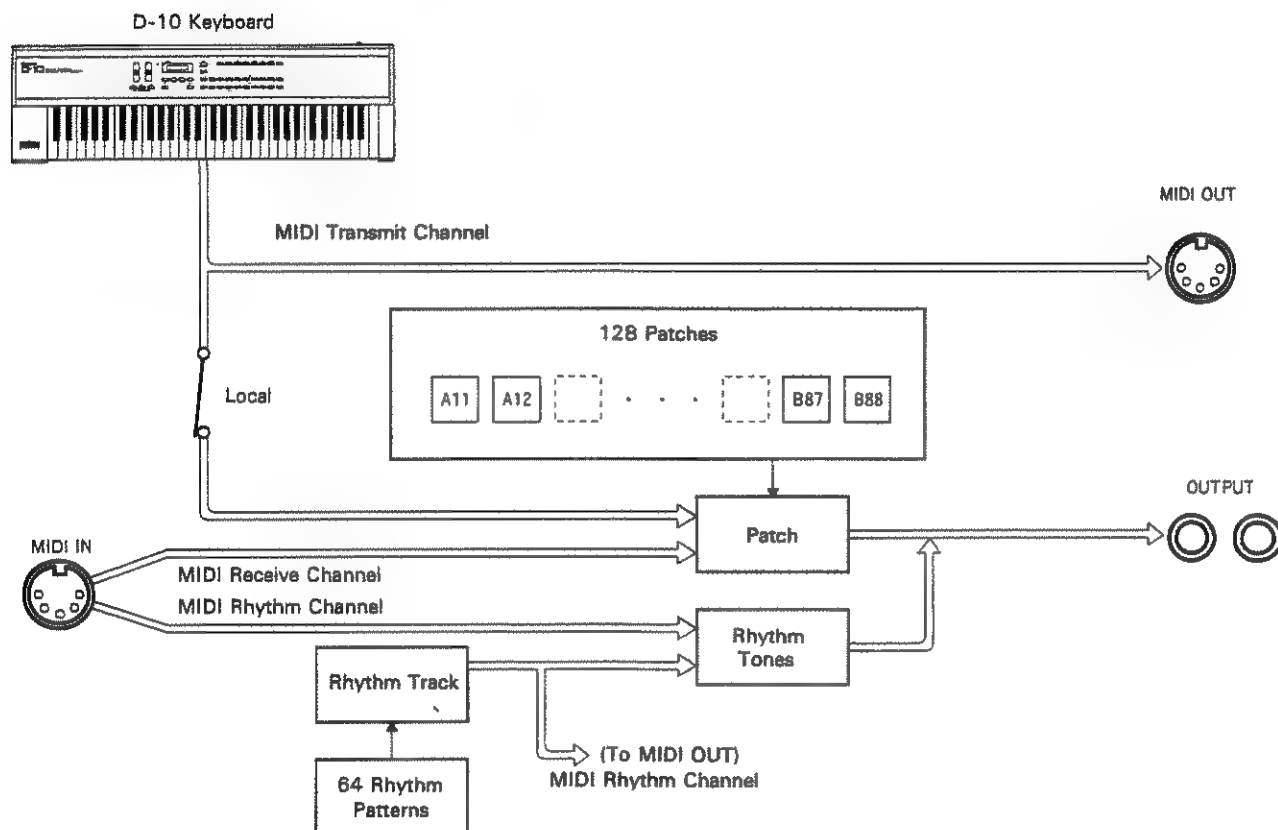 D-10 Keyboard
D-10
MIDI OUT
MIDI Transmit Channel
128 Patches
A11 A12 · · · B87 B88
Local
Patch
OUTPUT
MIDI IN
MIDI Receive Channel
MIDI Rhythm Channel
Rhythm
Tones
Rhythm Track
(To MIDI OUT)
MIDI Rhythm Channel
64 Rhythm
Patterns